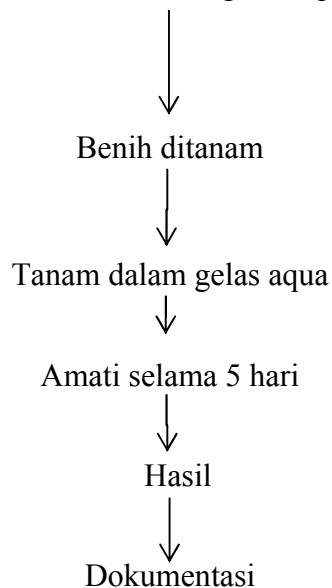 Benih ditanam
Tanam dalam gelas aqua
Amati selama 5 hari
Hasil
Dokumentasi